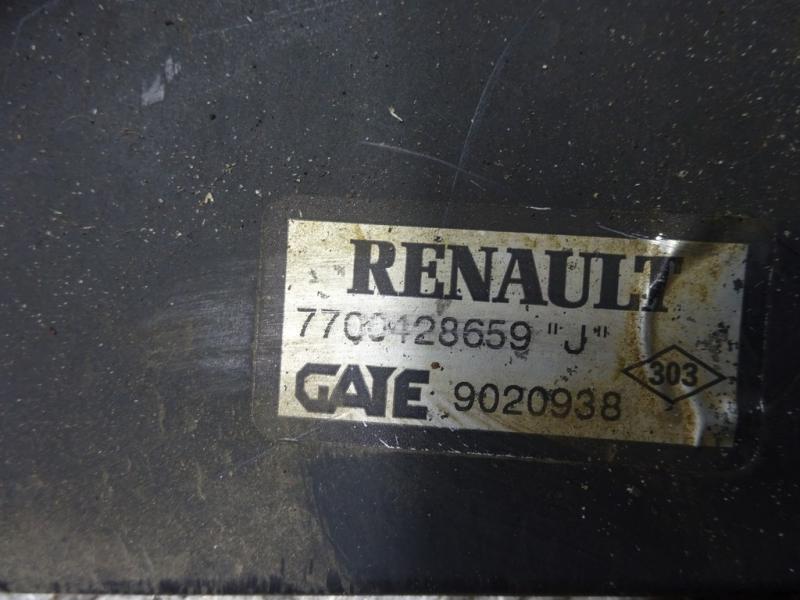 RENAULT
7700428659 "J"
303
GATE 9020938